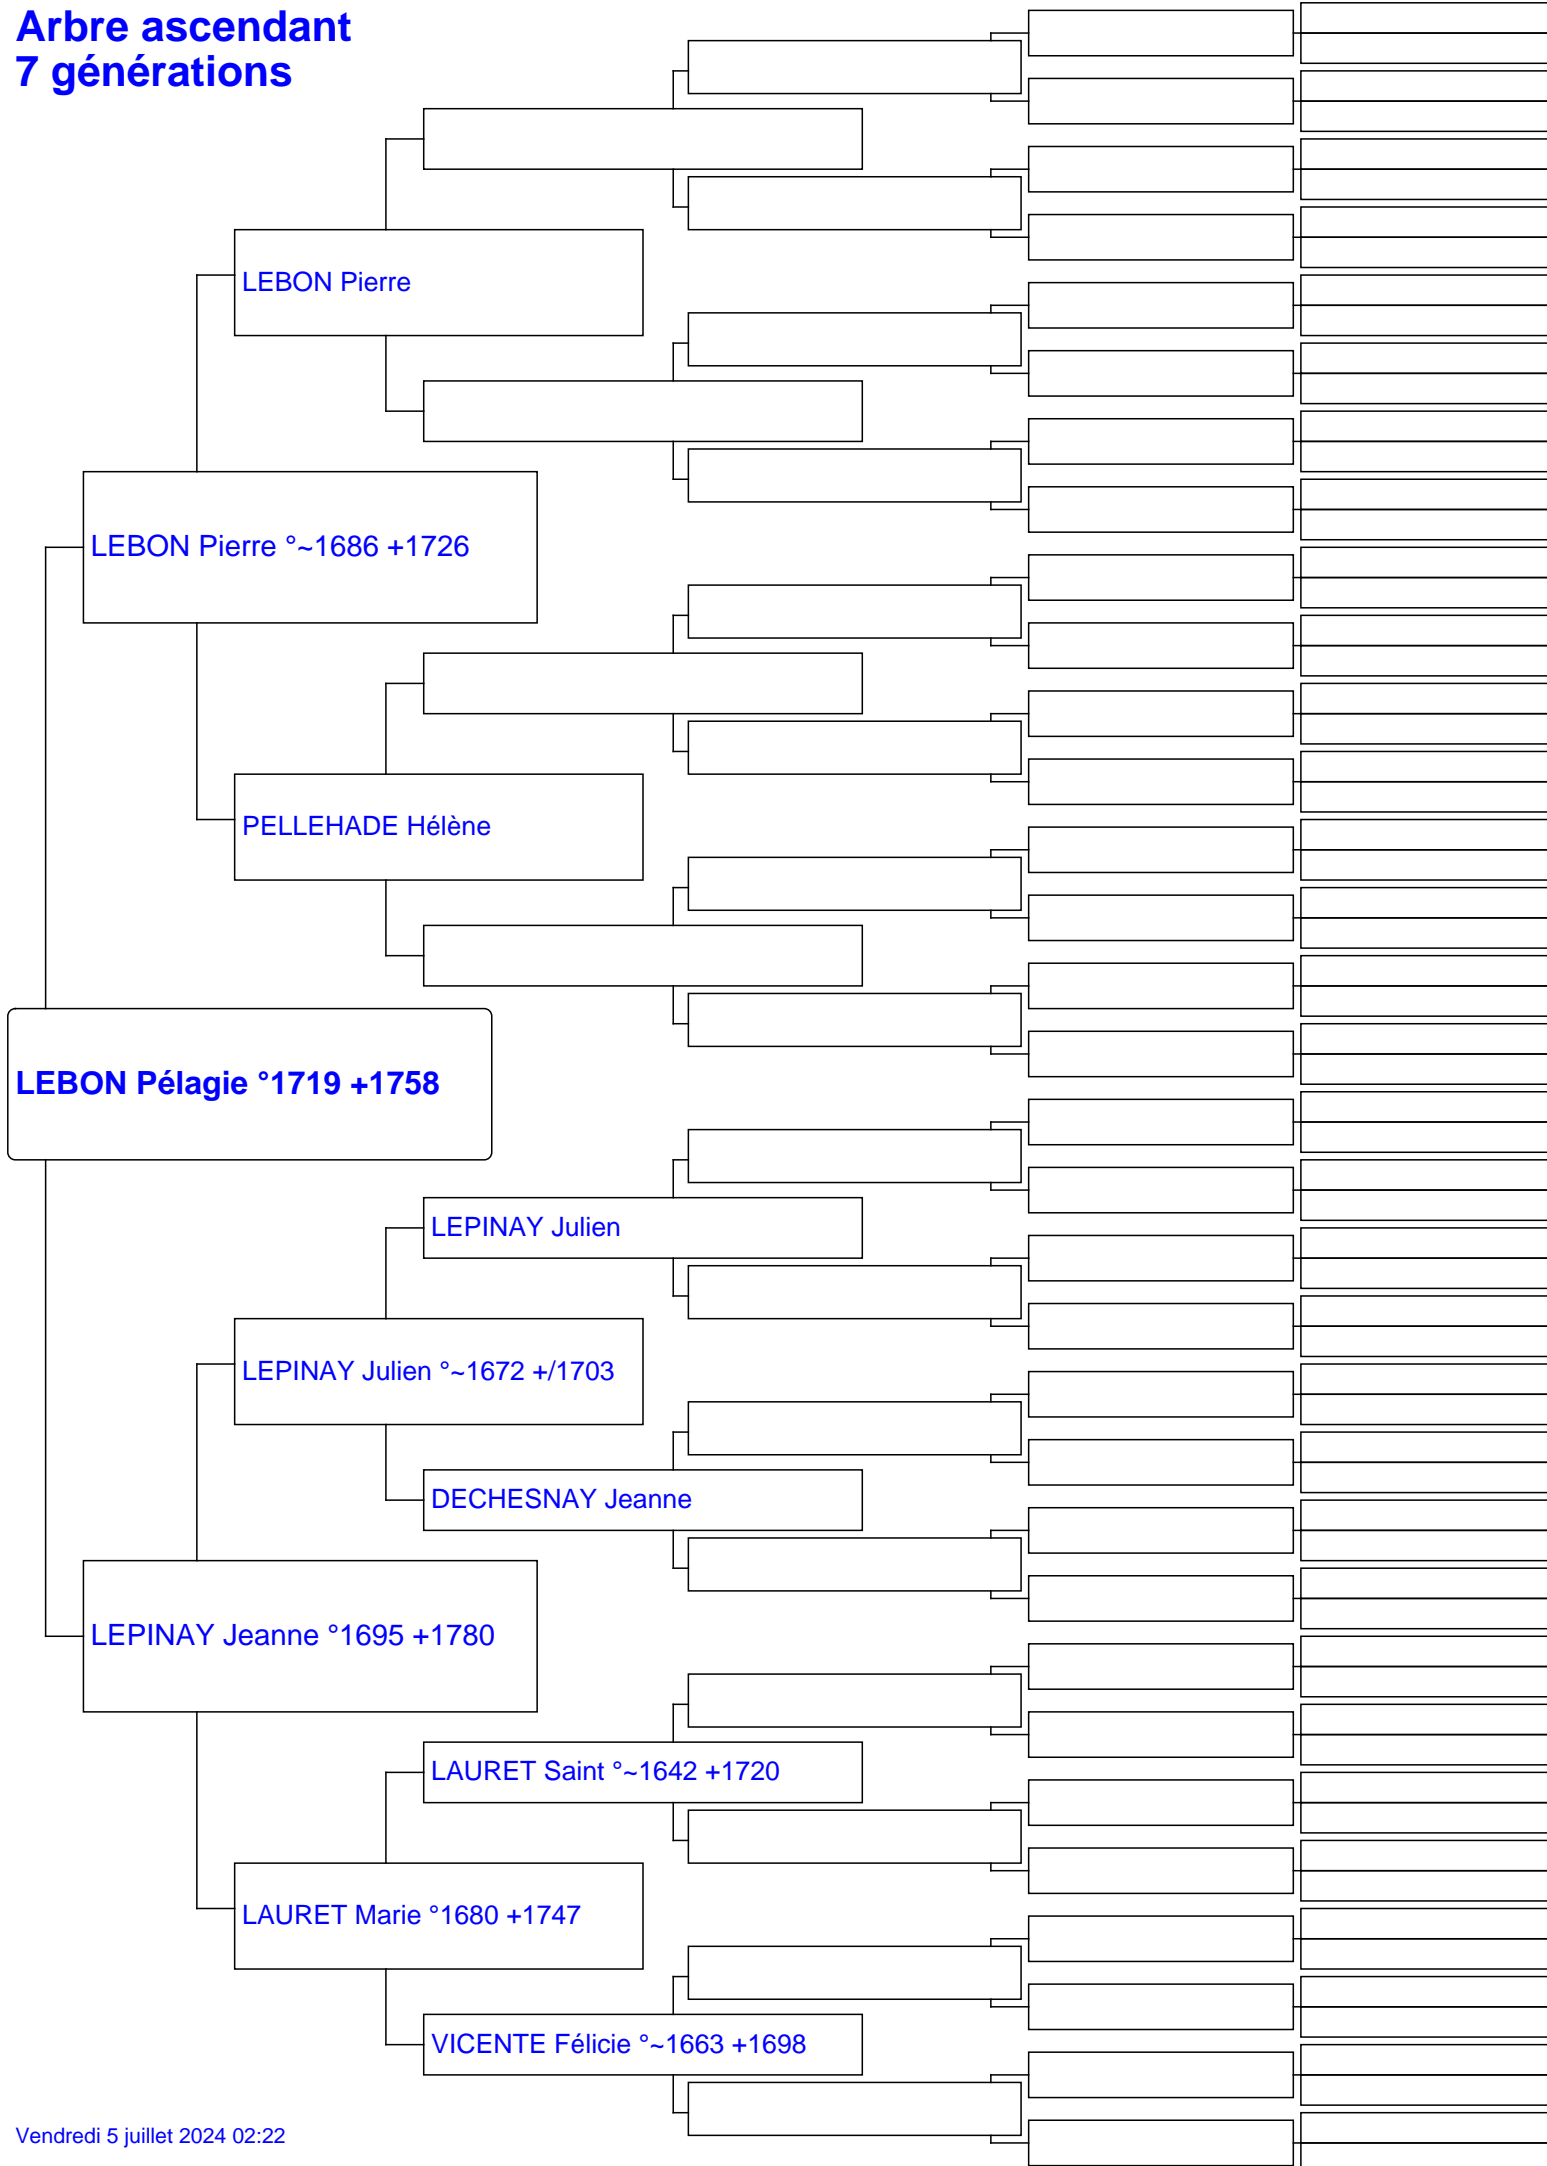 Arbre ascendant
7 générations
LEBON Pierre
LEBON Pierre °~1686 +1726
PELLEHADE Hélène
LEBON Pélagie °1719 +1758
LEPINAY Julien
LEPINAY Julien °~1672 +/1703
DECHESNAY Jeanne
LEPINAY Jeanne °1695 +1780
LAURET Saint °~1642 +1720
LAURET Marie °1680 +1747
VICENTE Félicie °~1663 +1698
Vendredi 5 juillet 2024 02:22